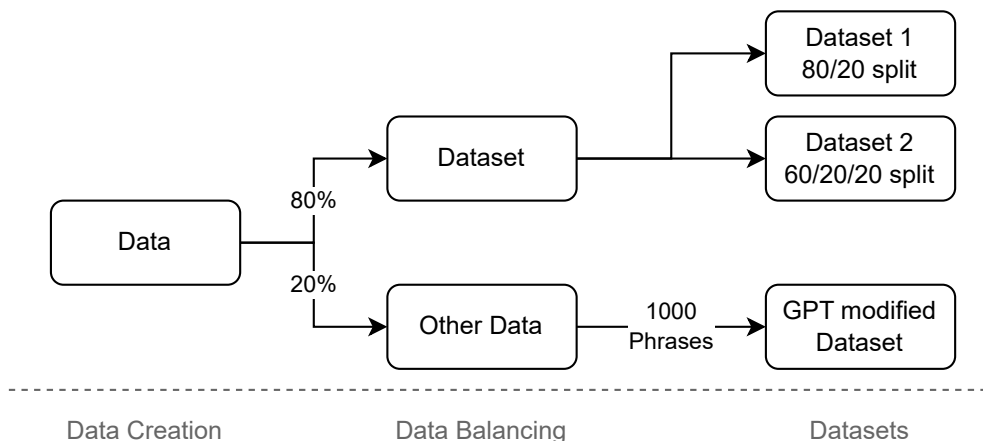 Dataset 1
80/20 split
Dataset
Dataset 2
60/20/20 split
80%
Data
20%
Other Data
1000
Phrases
GPT modified
Dataset
Data Creation
Data Balancing
Datasets